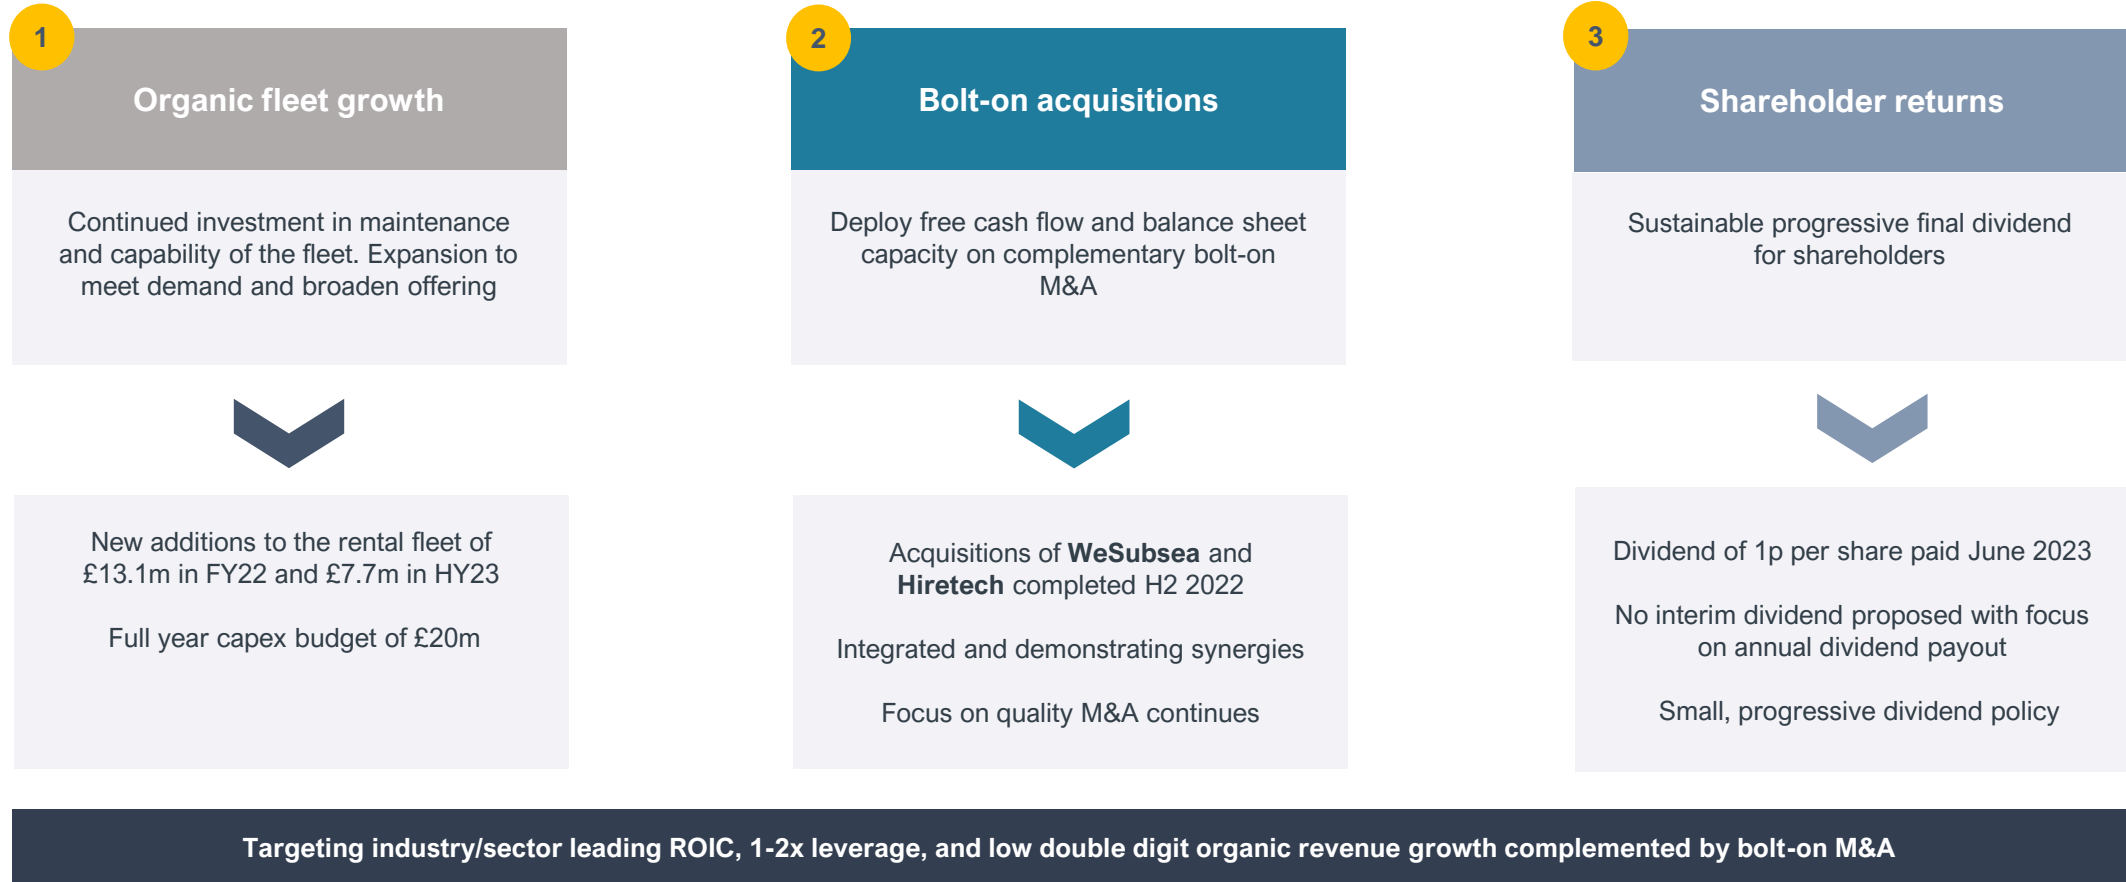 1
Organic fleet growth
Continued investment in maintenance
and capability of the fleet. Expansion to
meet demand and broaden offering
New additions to the rental fleet of
£13.1m in FY22 and £7.7m in HY23
Full year capex budget of £20m
2
Bolt-on acquisitions
Deploy free cash flow and balance sheet
capacity on complementary bolt-on
M&A
Acquisitions of WeSubsea and
Hiretech completed H2 2022
Integrated and demonstrating synergies
Focus on quality M&A continues
3
Shareholder returns
Sustainable progressive final dividend
for shareholders
Dividend of 1p per share paid June 2023
No interim dividend proposed with focus
on annual dividend payout
Small, progressive dividend policy
Targeting industry/sector leading ROIC, 1-2x leverage, and low double digit organic revenue growth complemented by bolt-on M&A